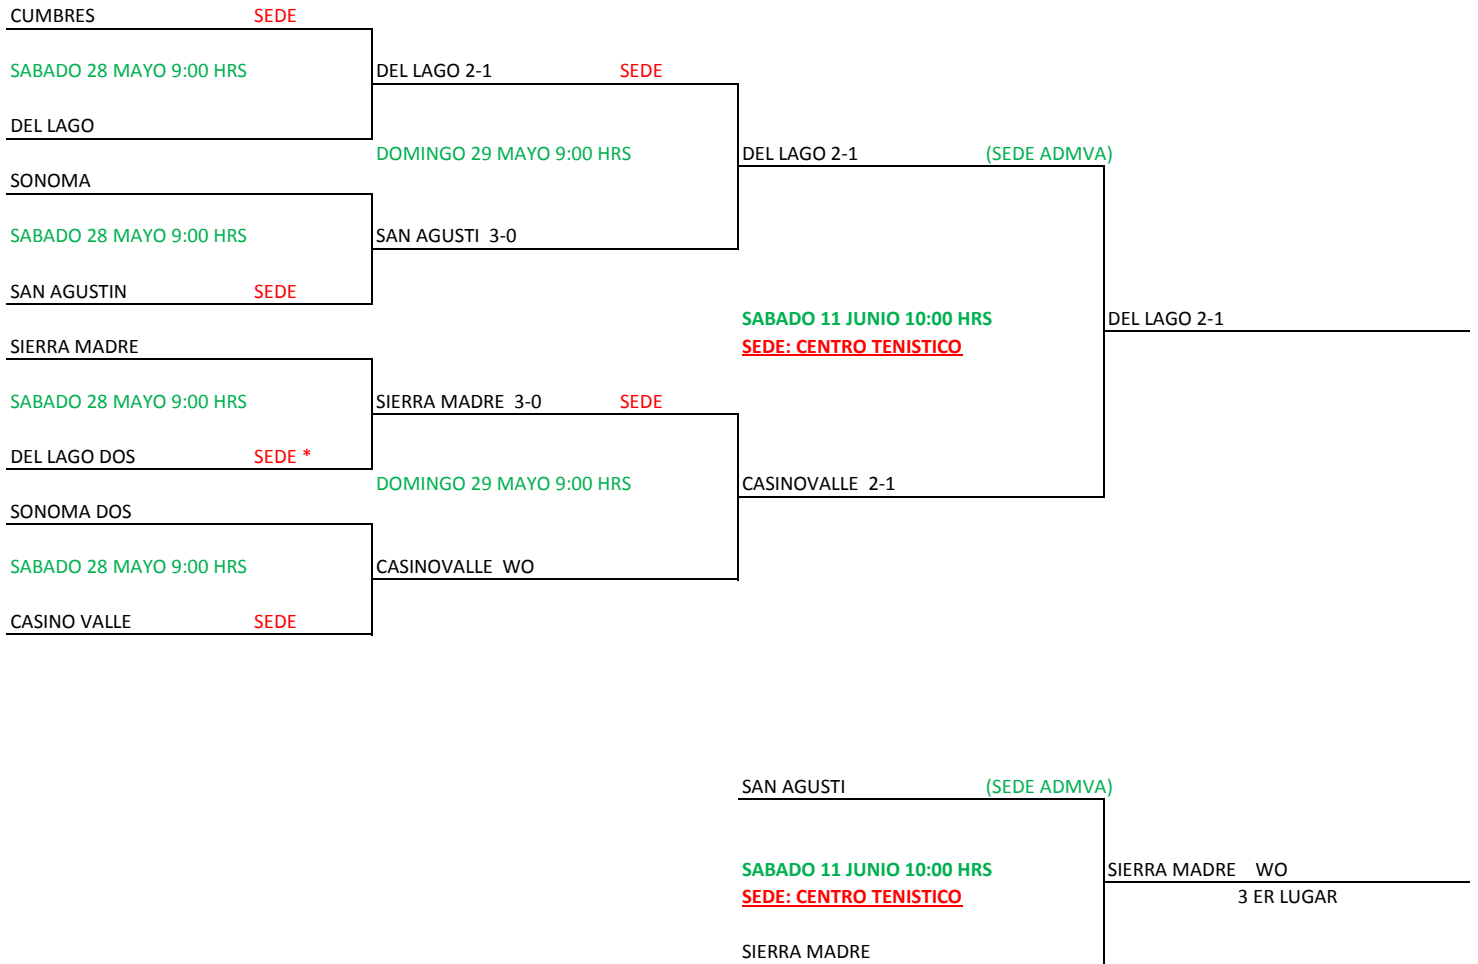 CUMBRES SEDE
SABADO 28 MAYO 9:00 HRS
DEL LAGO 2-1 SEDE
DEL LAGO
DOMINGO 29 MAYO 9:00 HRS
DEL LAGO 2-1 (SEDE ADMVA)
SONOMA
SABADO 28 MAYO 9:00 HRS
SAN AGUSTI 3-0
SAN AGUSTIN SEDE
SABADO 11 JUNIO 10:00 HRS
DEL LAGO 2-1
SIERRA MADRE
SEDE: CENTRO TENISTICO
SABADO 28 MAYO 9:00 HRS
SIERRA MADRE 3-0 SEDE
DEL LAGO DOS SEDE *
DOMINGO 29 MAYO 9:00 HRS
CASINOVALLE 2-1
SONOMA DOS
SABADO 28 MAYO 9:00 HRS
CASINOVALLE WO
CASINO VALLE SEDE
SAN AGUSTI (SEDE ADMVA)
SABADO 11 JUNIO 10:00 HRS
SIERRA MADRE WO
SEDE: CENTRO TENISTICO
3 ER LUGAR
SIERRA MADRE